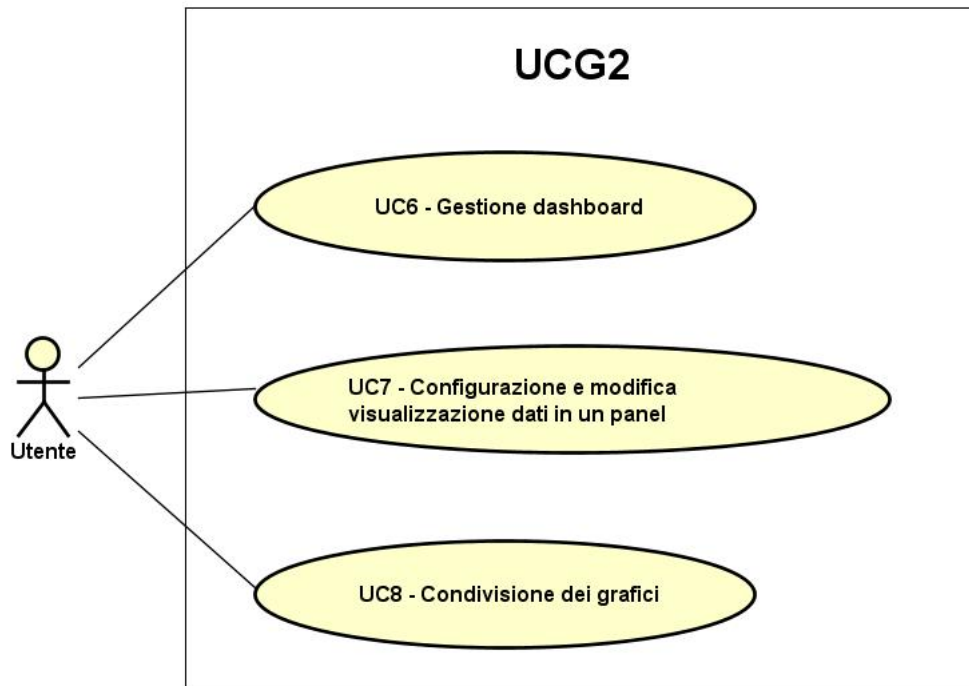 UCG2
UC6 - Gestione dashboard
UC7 - Configurazione e modifica
visualizzazione dati in un panel
Utente
UC8 - Condivisione dei grafici